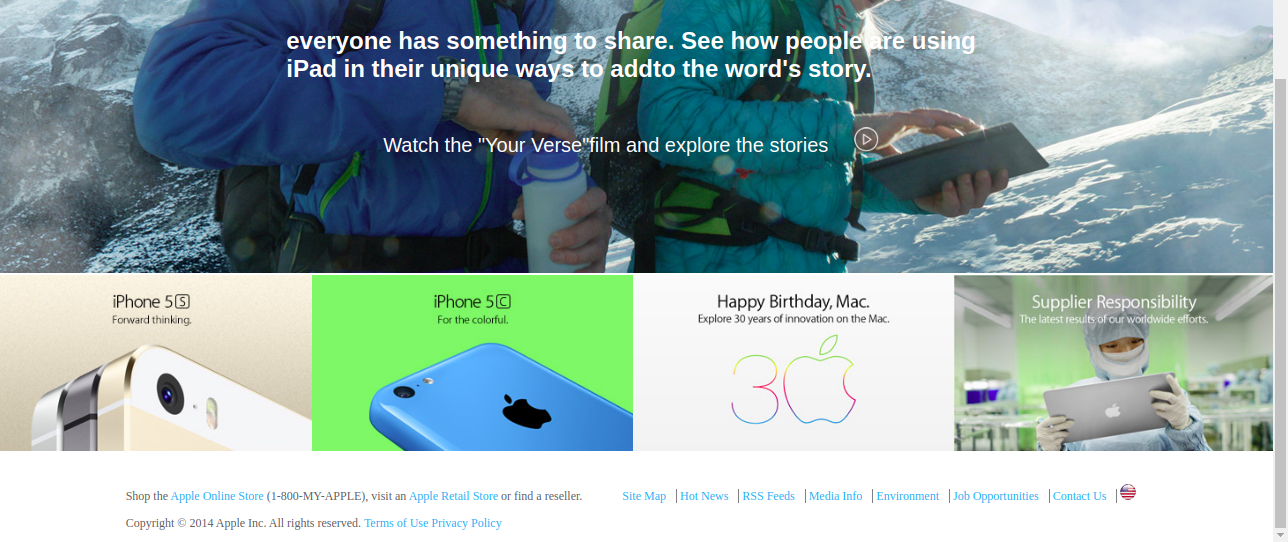 everyone has something to share. See how people are using
iPad in their unique ways to addto the word's story.
Watch the "Your Verse"film and explore the stories
iPhone 5S
Forward thinking.
iPhone 5C
For the colorful.
Happy Birthday, Mac.
Explore 30 years of innovation on the Mac.
30
Supplier Responsibility
The latest results of our worldwide efforts.
Shop the Apple Online Store (1-800-MY-APPLE), visit an Apple Retail Store or find a reseller.
Site Map | Hot News | RSS Feeds | Media Info | Environment | Job Opportunities | Contact Us |
Copyright © 2014 Apple Inc. All rights reserved. Terms of Use Privacy Policy